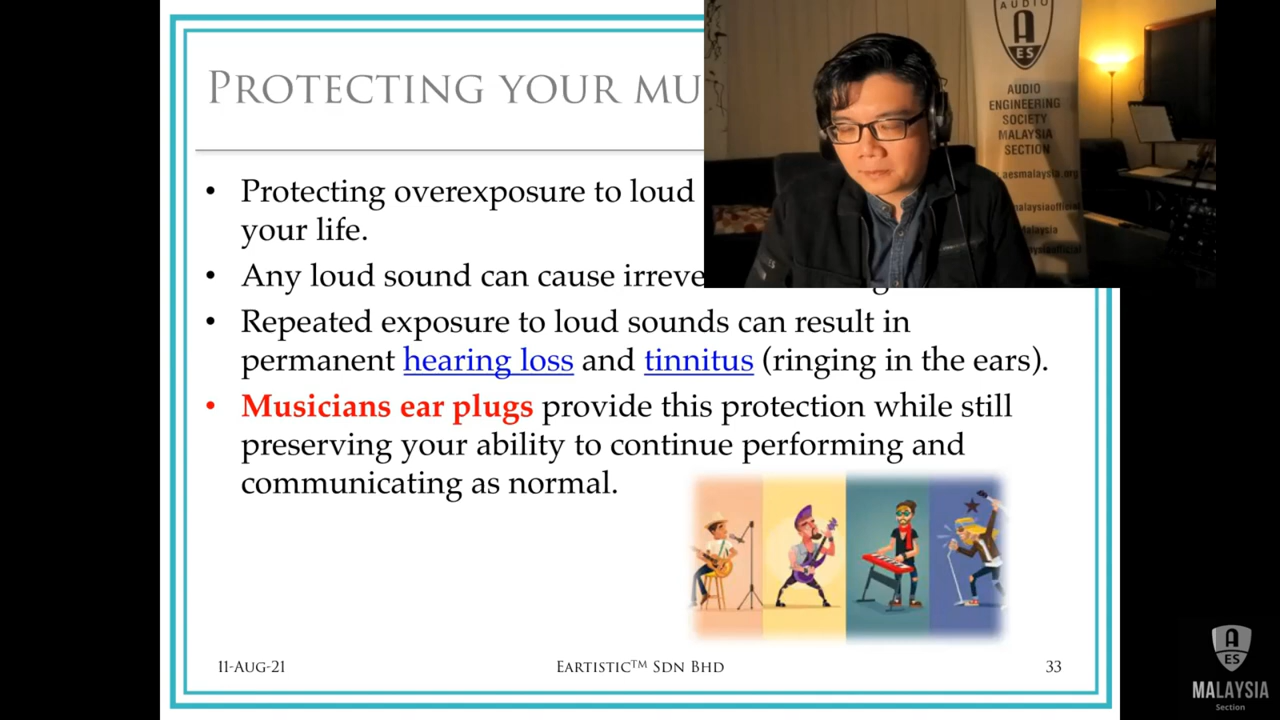 PROTECTING YOUR MU
• Protecting overexposure to loud
your life.
• Any loud sound can cause irreve
• Repeated exposure to loud sounds can result in
permanent hearing loss and tinnitus (ringing in the ears).
• Musicians ear plugs provide this protection while still
preserving your ability to continue performing and
communicating as normal.
11-AUG-21
EARTISTIC™ SDN BHD
33
AUDIO
AES
AUDIO
ENGINEERING
SOCIETY
MALAYSIA
SECTION
.aesmalaysia.org
malaysiaofficial
malaysia
AES
MALAYSIA
Section